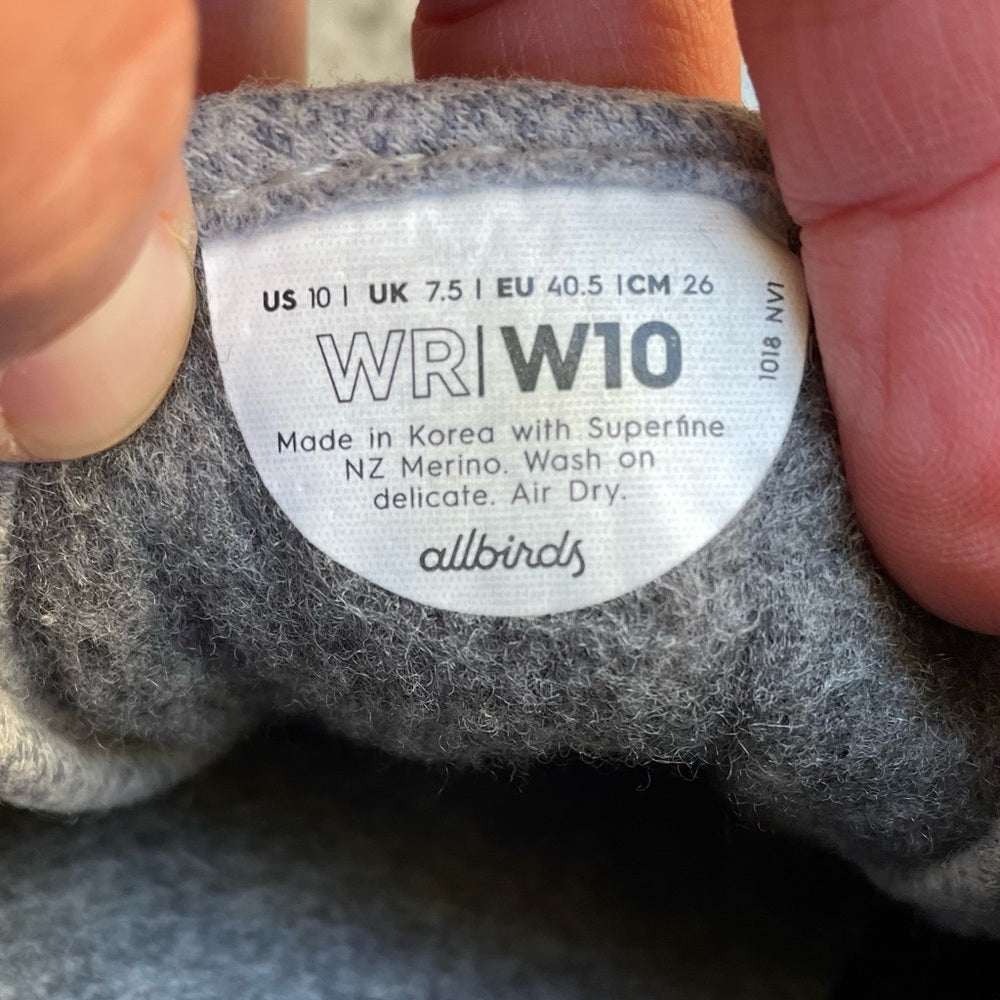 US 10 | UK 7.5 | EU 40.5 | CM 26
WR|W10
Made in Korea with Superfine
NZ Merino. Wash on
delicate. Air Dry.
allbirds
1018 NV1